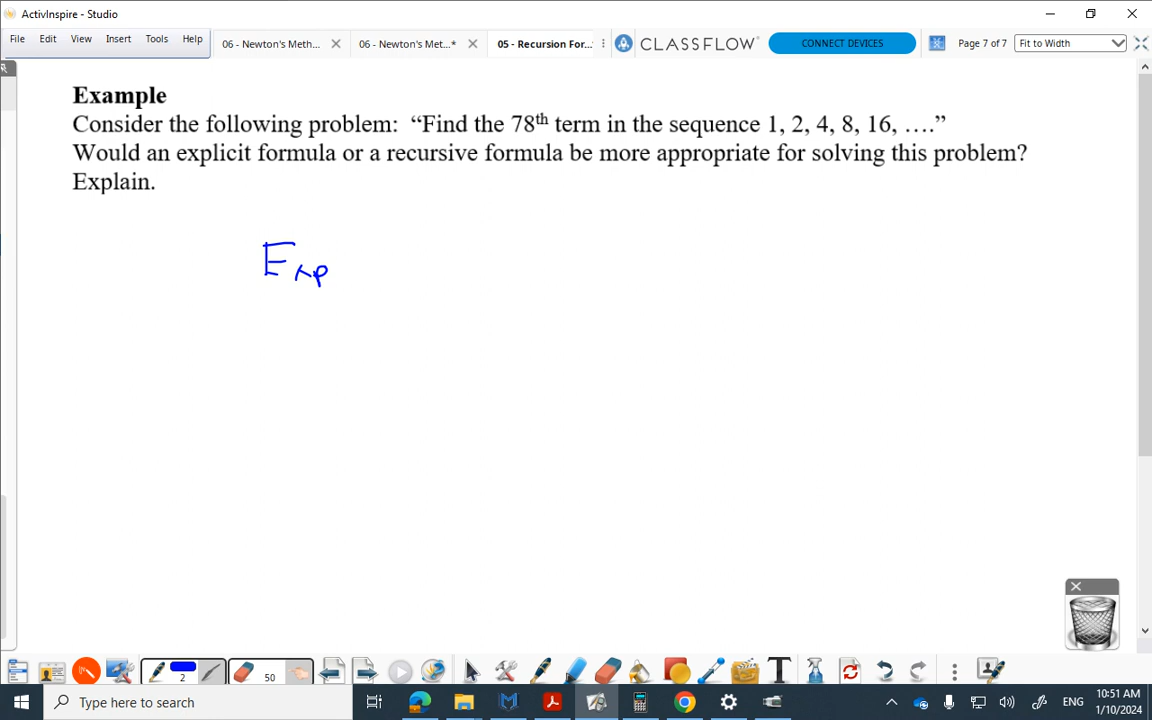 ActivInspire - Studio
File Edit View Insert Tools Help
06 - Newton's Meth...
06 - Newton's Met...*
05 - Recursion For...
CLASSFLOW
CONNECT DEVICES
Page 7 of 7
Fit to Width
Example
Consider the following problem: “Find the 78th term in the sequence 1, 2, 4, 8, 16, ….”
Would an explicit formula or a recursive formula be more appropriate for solving this problem?
Explain.
Exp
2
50
T
Type here to search
ENG
10:51 AM
1/10/2024